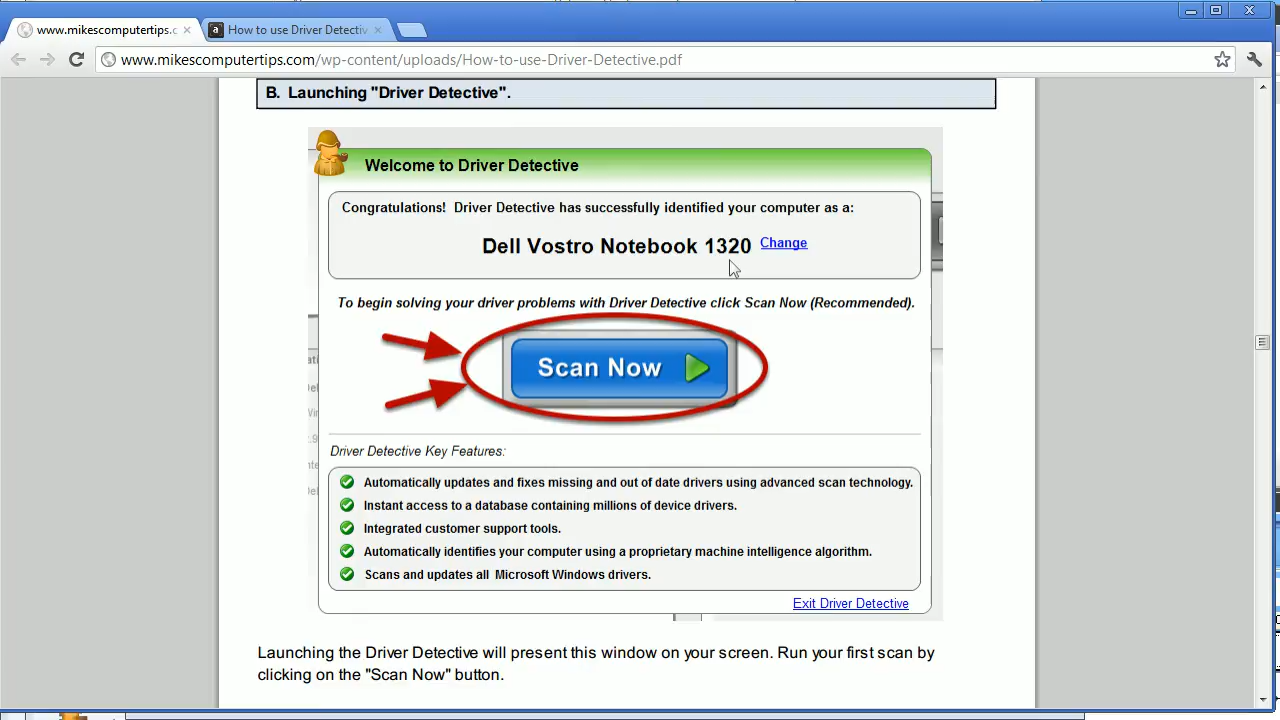 www.mikescomputertips.c
How to use Driver Detectiv
www.mikescomputertips.com/wp-content/uploads/How-to-use-Driver-Detective.pdf
B. Launching "Driver Detective".
Welcome to Driver Detective
Congratulations! Driver Detective has successfully identified your computer as a:
Dell Vostro Notebook 1320 Change
To begin solving your driver problems with Driver Detective click Scan Now (Recommended).
Scan Now
Driver Detective Key Features:
Automatically updates and fixes missing and out of date drivers using advanced scan technology.
Instant access to a database containing millions of device drivers.
Integrated customer support tools.
Automatically identifies your computer using a proprietary machine intelligence algorithm.
Scans and updates all Microsoft Windows drivers.
Exit Driver Detective
Launching the Driver Detective will present this window on your screen. Run your first scan by
clicking on the "Scan Now" button.